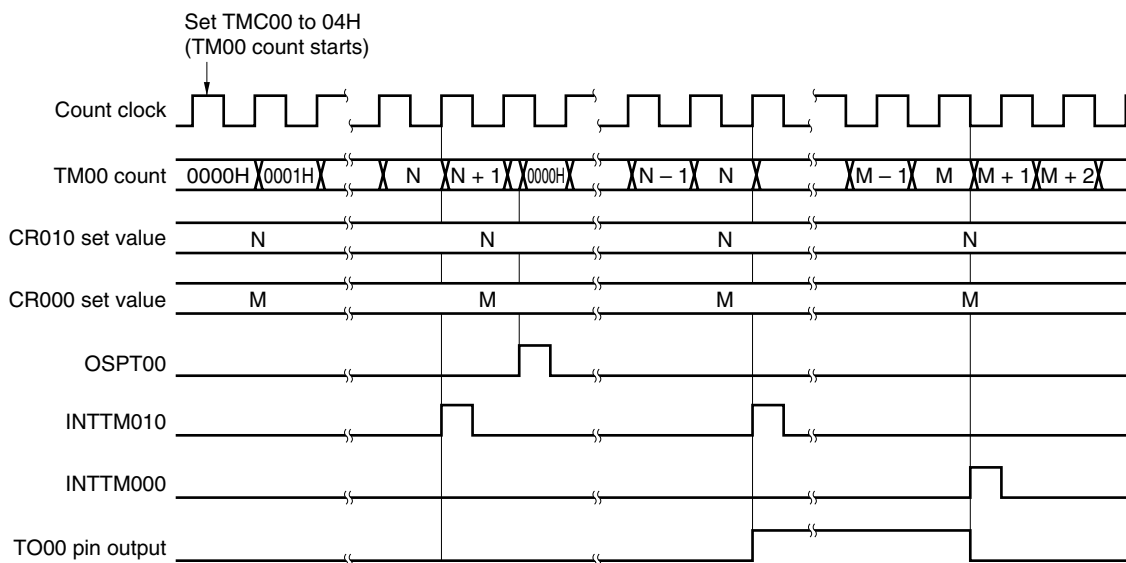 Set TMC00 to 04H
(TM00 count starts)
Count clock
TM00 count 0000H 0001H N N + 1 0000H N – 1 N M – 1 M M + 1 M + 2
CR010 set value N N N N
CR000 set value M M M M
OSPT00
INTTM010
INTTM000
TO00 pin output